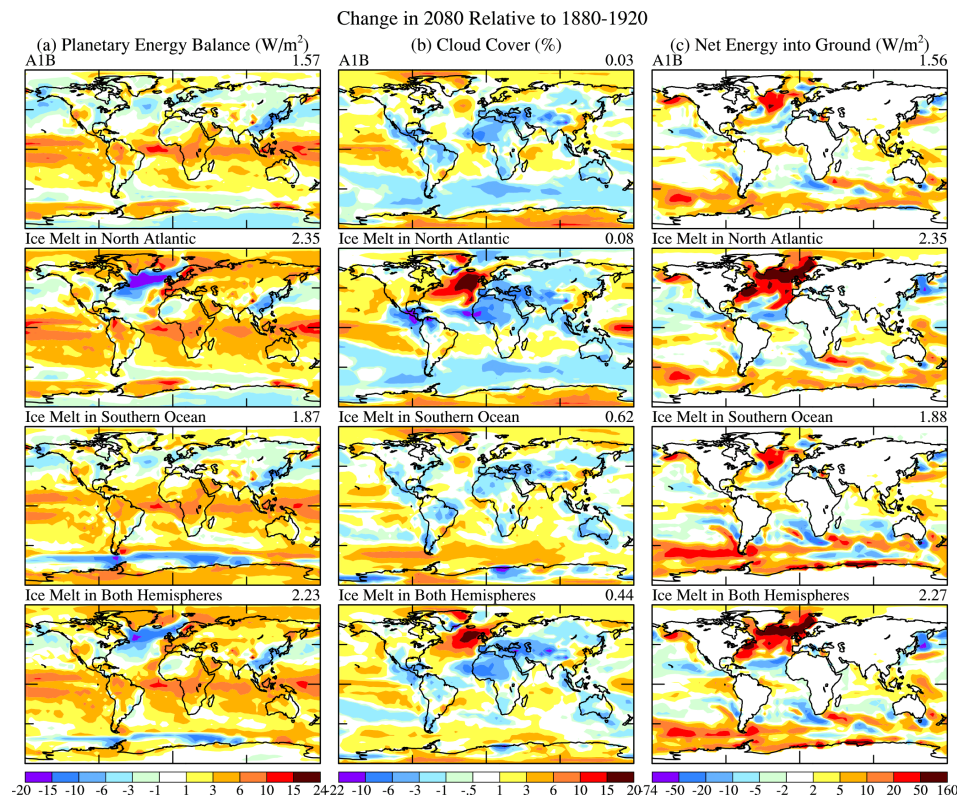 Change in 2080 Relative to 1880-1920
(a) Planetary Energy Balance (W/m²) (b) Cloud Cover (%) (c) Net Energy into Ground (W/m²)
A1B 1.57 A1B 0.03 A1B 1.56
Ice Melt in North Atlantic 2.35 Ice Melt in North Atlantic 0.08 Ice Melt in North Atlantic 2.35
Ice Melt in Southern Ocean 1.87 Ice Melt in Southern Ocean 0.62 Ice Melt in Southern Ocean 1.88
Ice Melt in Both Hemispheres 2.23 Ice Melt in Both Hemispheres 0.44 Ice Melt in Both Hemispheres 2.27
-20 -15 -10 -6 -3 -1 1 3 6 10 15 24 -22 -10 -6 -3 -1 -.5 1 3 6 10 15 20 -74 -50 -20 -10 -5 -2 2 5 10 20 50 160